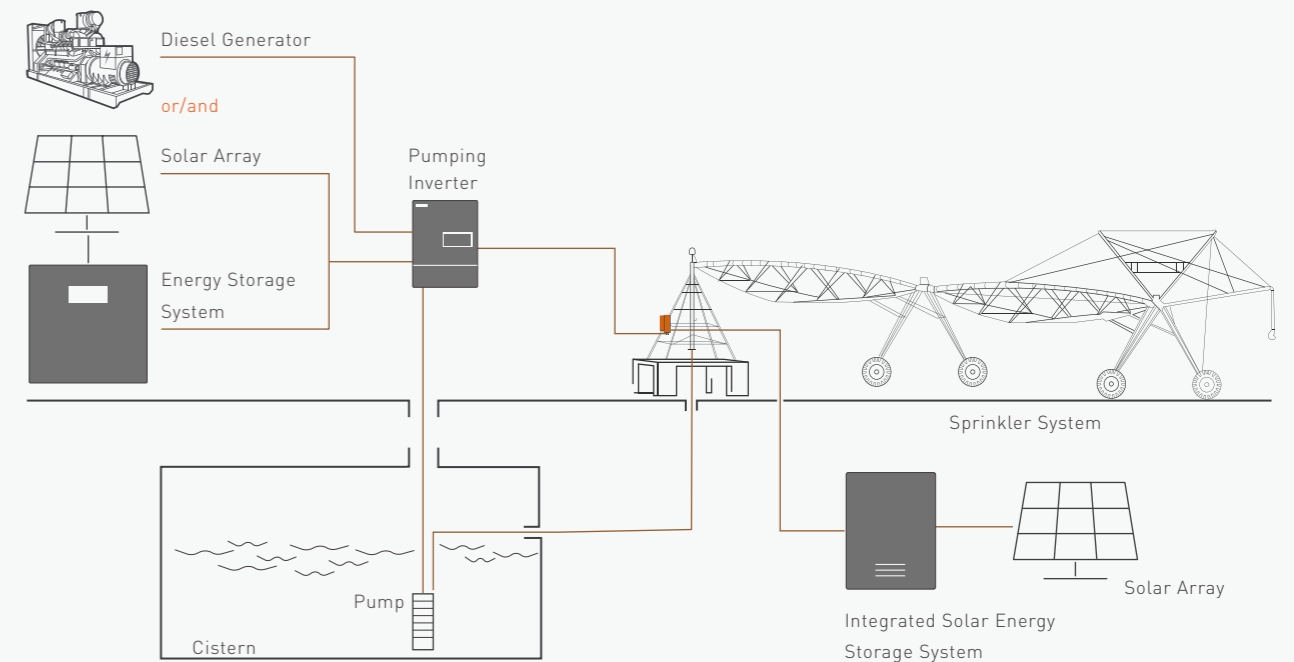 Diesel Generator
or/and
Solar Array
Pumping
Inverter
Energy Storage
System
Sprinkler System
Pump
Cistern
Solar Array
Integrated Solar Energy
Storage System